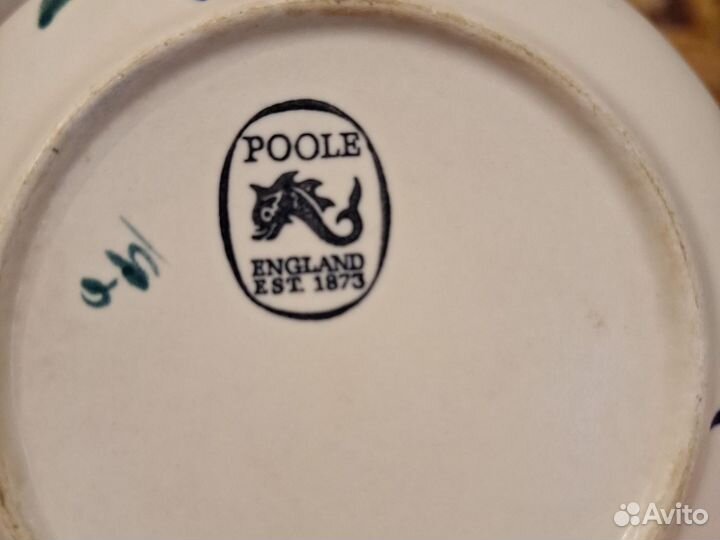 POOLE
ENGLAND
EST. 1873
Avito